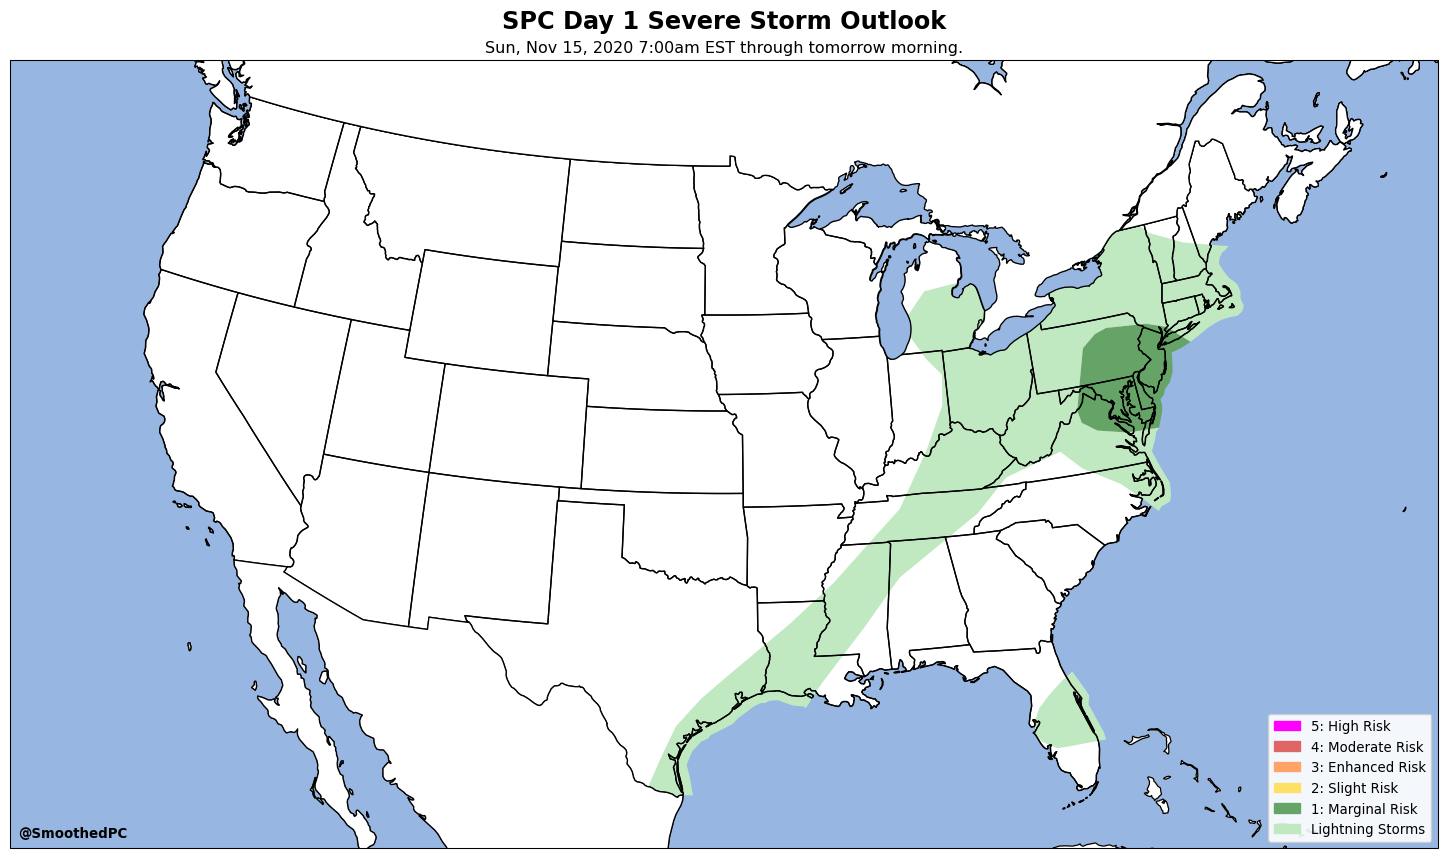 SPC Day 1 Severe Storm Outlook
Sun, Nov 15, 2020 7:00am EST through tomorrow morning.
5: High Risk
4: Moderate Risk
3: Enhanced Risk
2: Slight Risk
1: Marginal Risk
Lightning Storms
@SmoothedPC